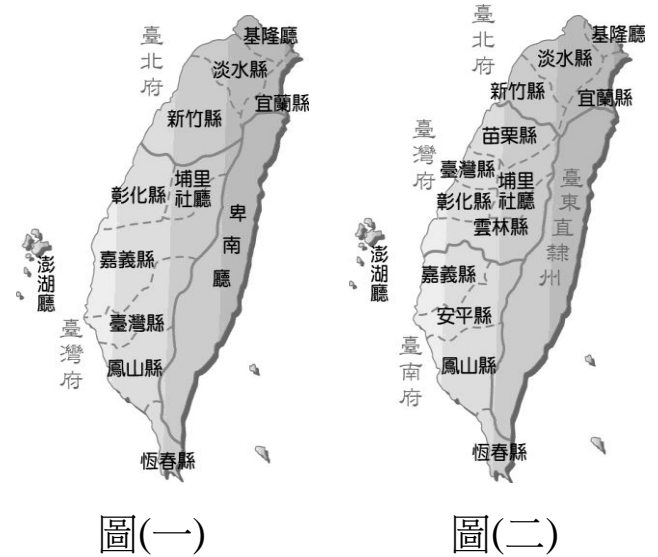 臺北府
基隆廳
淡水縣
宜蘭縣
新竹縣
彰化縣
埔里社廳
卑南廳
嘉義縣
澎湖廳
臺灣縣
臺灣府
鳳山縣
恆春縣
圖(一)
臺北府
基隆廳
淡水縣
新竹縣
宜蘭縣
臺灣府
苗栗縣
臺灣縣
埔里社廳
彰化縣
雲林縣
臺東直隸州
嘉義縣
澎湖廳
安平縣
臺南府
鳳山縣
恆春縣
圖(二)